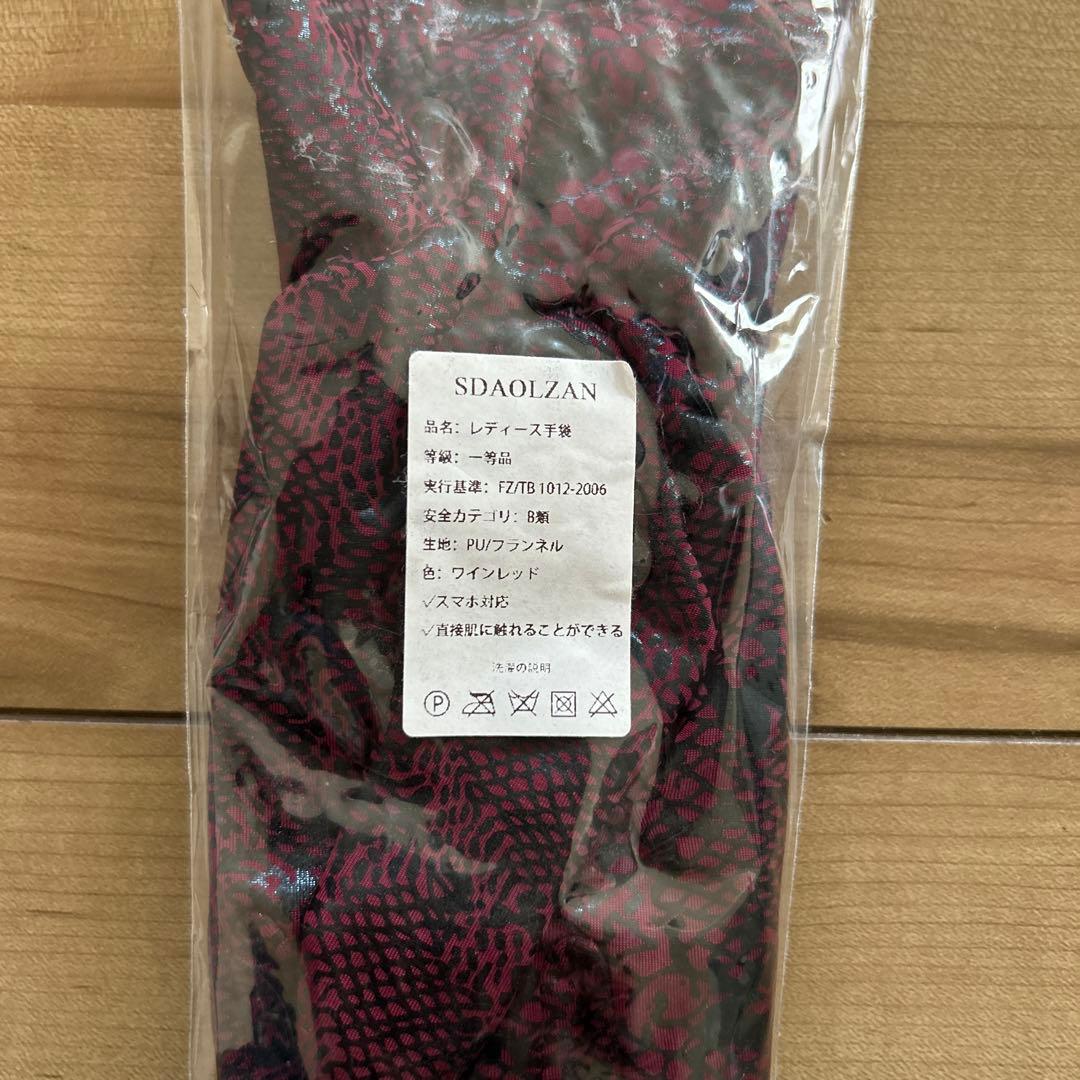 SDAOLZAN
品名: レディース手袋
等級: 一等品
実行基準: FZ/TB 1012-2006
安全カテゴリ: B類
生地: PU/フランネル
色: ワインレッド
✓スマホ対応
✓直接肌に触れることができる
洗濯の説明
P